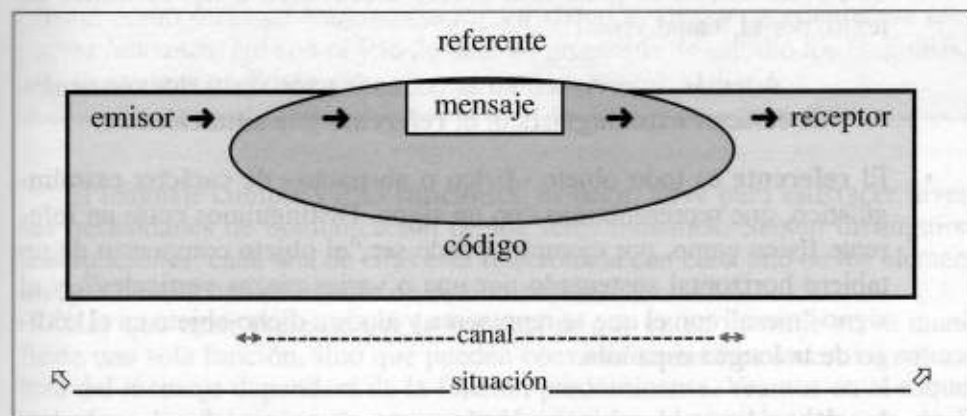 referente
emisor → → mensaje → → receptor
código
canal
situación